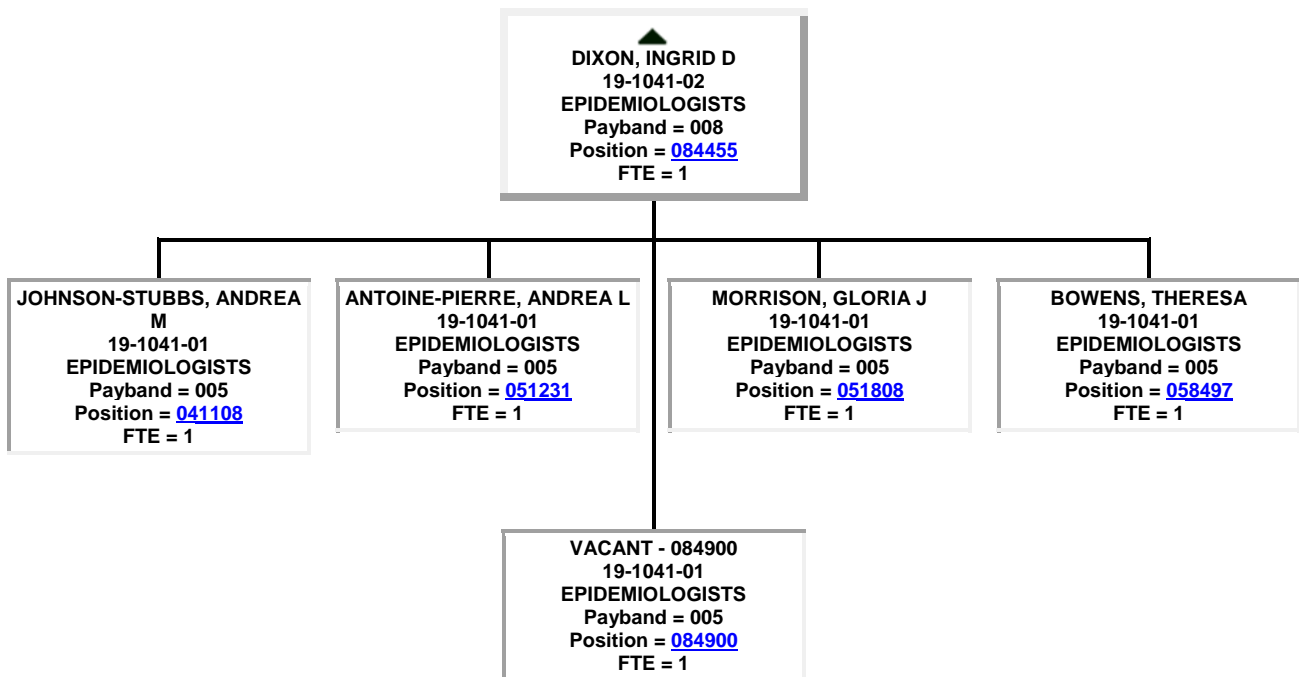 DIXON, INGRID D
19-1041-02
EPIDEMIOLOGISTS
Payband = 008
Position = 084455
FTE = 1
JOHNSON-STUBBS, ANDREA
M
19-1041-01
EPIDEMIOLOGISTS
Payband = 005
Position = 041108
FTE = 1
ANTOINE-PIERRE, ANDREA L
19-1041-01
EPIDEMIOLOGISTS
Payband = 005
Position = 051231
FTE = 1
MORRISON, GLORIA J
19-1041-01
EPIDEMIOLOGISTS
Payband = 005
Position = 051808
FTE = 1
BOWENS, THERESA
19-1041-01
EPIDEMIOLOGISTS
Payband = 005
Position = 058497
FTE = 1
VACANT - 084900
19-1041-01
EPIDEMIOLOGISTS
Payband = 005
Position = 084900
FTE = 1